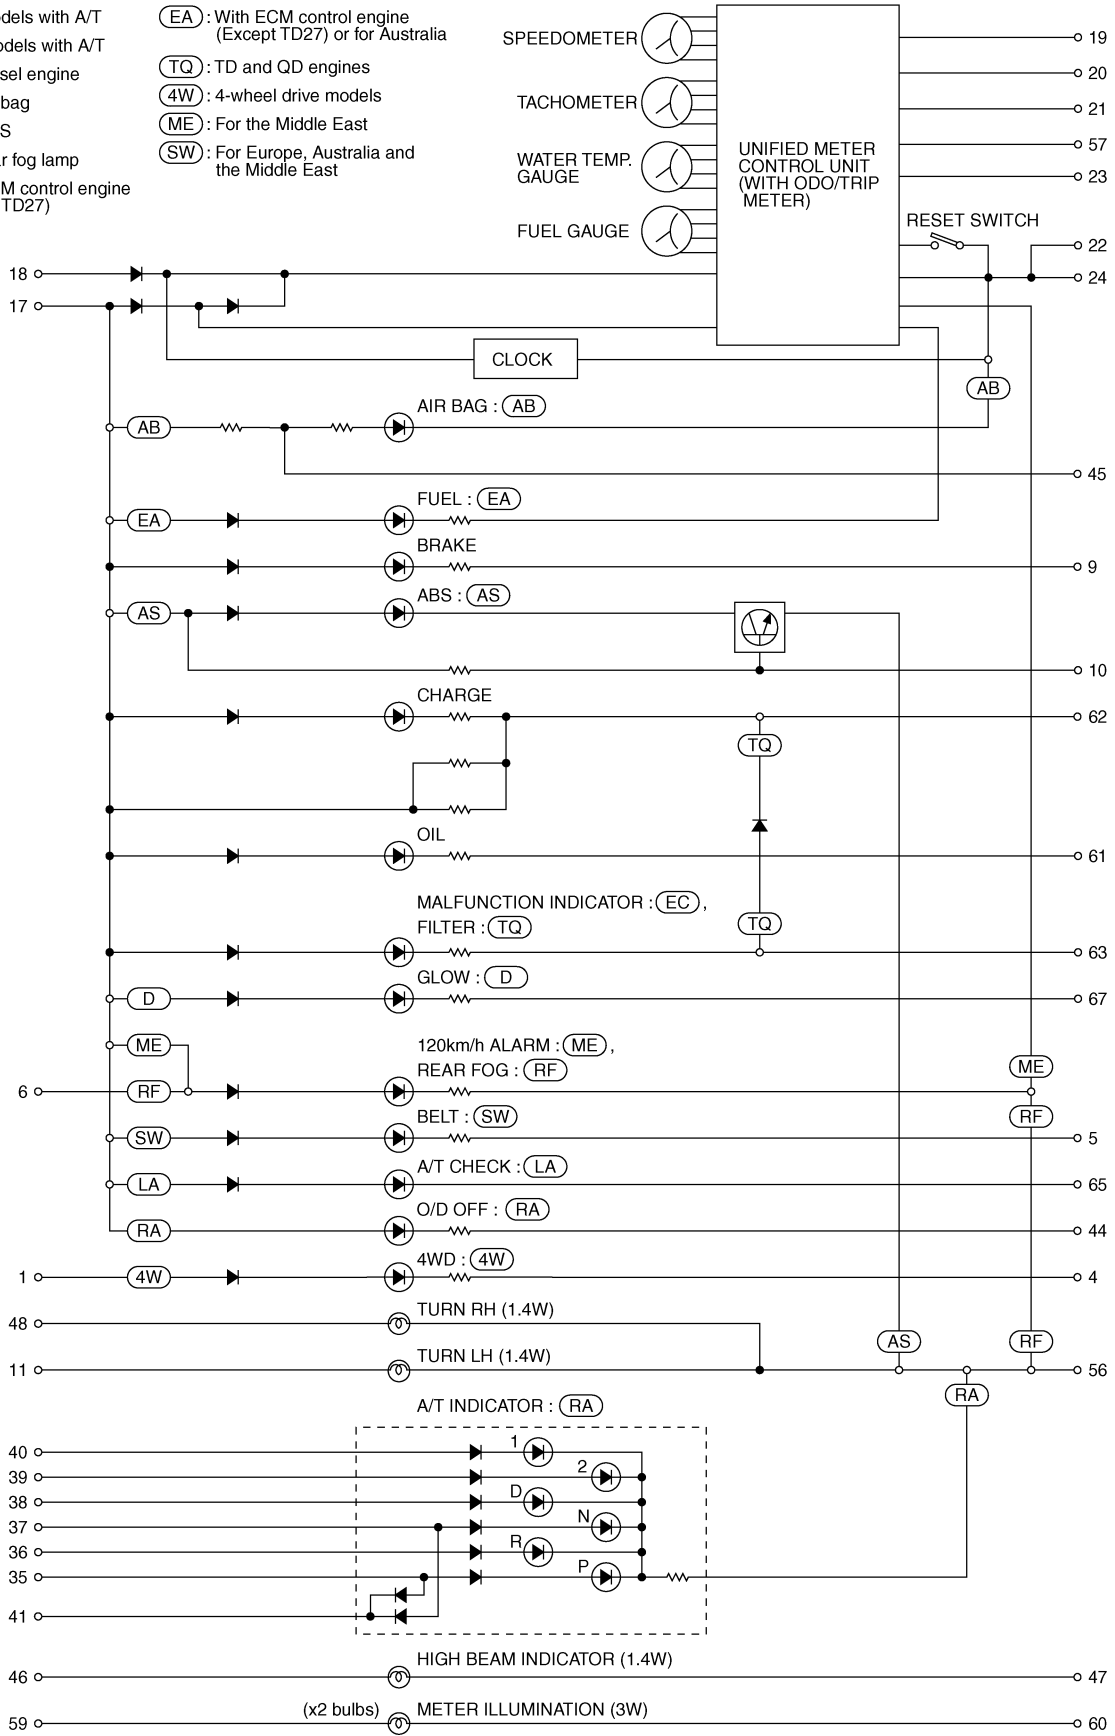 dels with A/T
odels with A/T
sel engine
bag
S
r fog lamp
M control engine
TD27)
EA : With ECM control engine
(Except TD27) or for Australia
TQ : TD and QD engines
4W : 4-wheel drive models
ME : For the Middle East
SW : For Europe, Australia and
the Middle East
SPEEDOMETER
TACHOMETER
WATER TEMP.
GAUGE
FUEL GAUGE
UNIFIED METER
CONTROL UNIT
(WITH ODO/TRIP
METER)
19
20
21
57
23
RESET SWITCH
22
24
18
17
CLOCK
AB
AIR BAG : AB
AB
45
FUEL : EA
EA
BRAKE
9
ABS : AS
AS
10
CHARGE
62
TQ
OIL
61
MALFUNCTION INDICATOR : EC ,
FILTER : TQ
TQ
63
GLOW : D
D
67
ME
120km/h ALARM : ME ,
REAR FOG : RF
ME
6
RF
RF
BELT : SW
SW
5
A/T CHECK : LA
LA
65
O/D OFF : RA
RA
44
4WD : 4W
1
4W
4
TURN RH (1.4W)
48
AS
RF
TURN LH (1.4W)
11
56
RA
A/T INDICATOR : RA
40
1
39
2
38
D
37
N
36
R
35
P
41
HIGH BEAM INDICATOR (1.4W)
46
47
(x2 bulbs)
METER ILLUMINATION (3W)
59
60